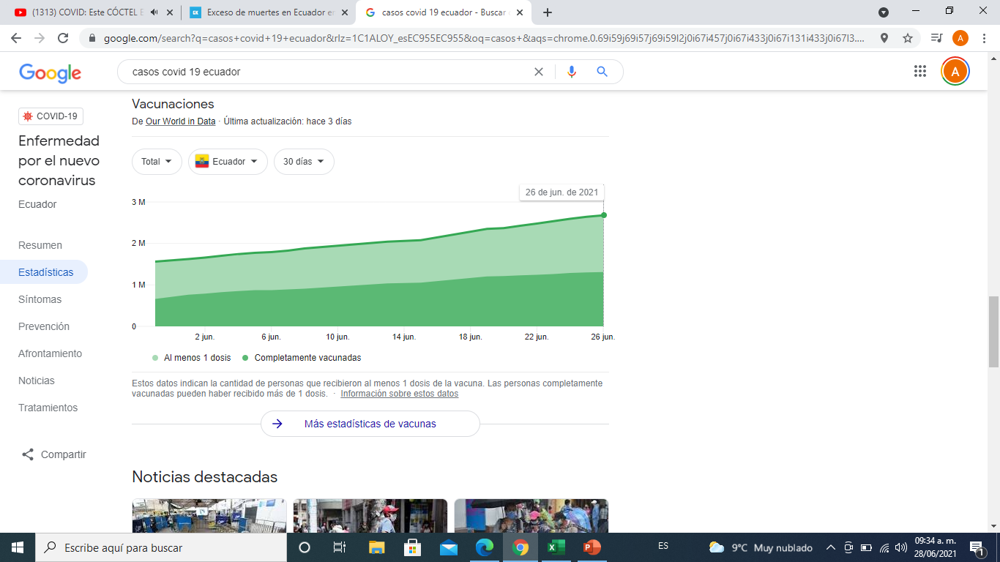 (1313) COVID: Este CÓCTEL E
Exceso de muertes en Ecuador en
casos covid 19 ecuador - Buscar
google.com/search?q=casos+covid+19+ecuador&rlz=1C1ALOY_esEC955EC955&oq=casos+&aqs=chrome.0.69i59j69i57j69i59l2j0i67i457j0i67i433j0i67i131i433j0i67l3....
A
Google
casos covid 19 ecuador
A
COVID-19
Enfermedad
por el nuevo
coronavirus
Ecuador
Resumen
Estadísticas
Síntomas
Prevención
Afrontamiento
Noticias
Tratamientos
Compartir
Vacunaciones
De Our World in Data · Última actualización: hace 3 días
Total
Ecuador
30 días
26 de jun. de 2021
3 M
2 M
1 M
0
2 jun. 6 jun. 10 jun. 14 jun. 18 jun. 22 jun. 26 jun.
Al menos 1 dosis Completamente vacunadas
Estos datos indican la cantidad de personas que recibieron al menos 1 dosis de la vacuna. Las personas completamente
vacunadas pueden haber recibido más de 1 dosis. · Información sobre estos datos
Más estadísticas de vacunas
Noticias destacadas
Escribe aquí para buscar
ES
9°C Muy nublado
09:34 a. m.
28/06/2021
1